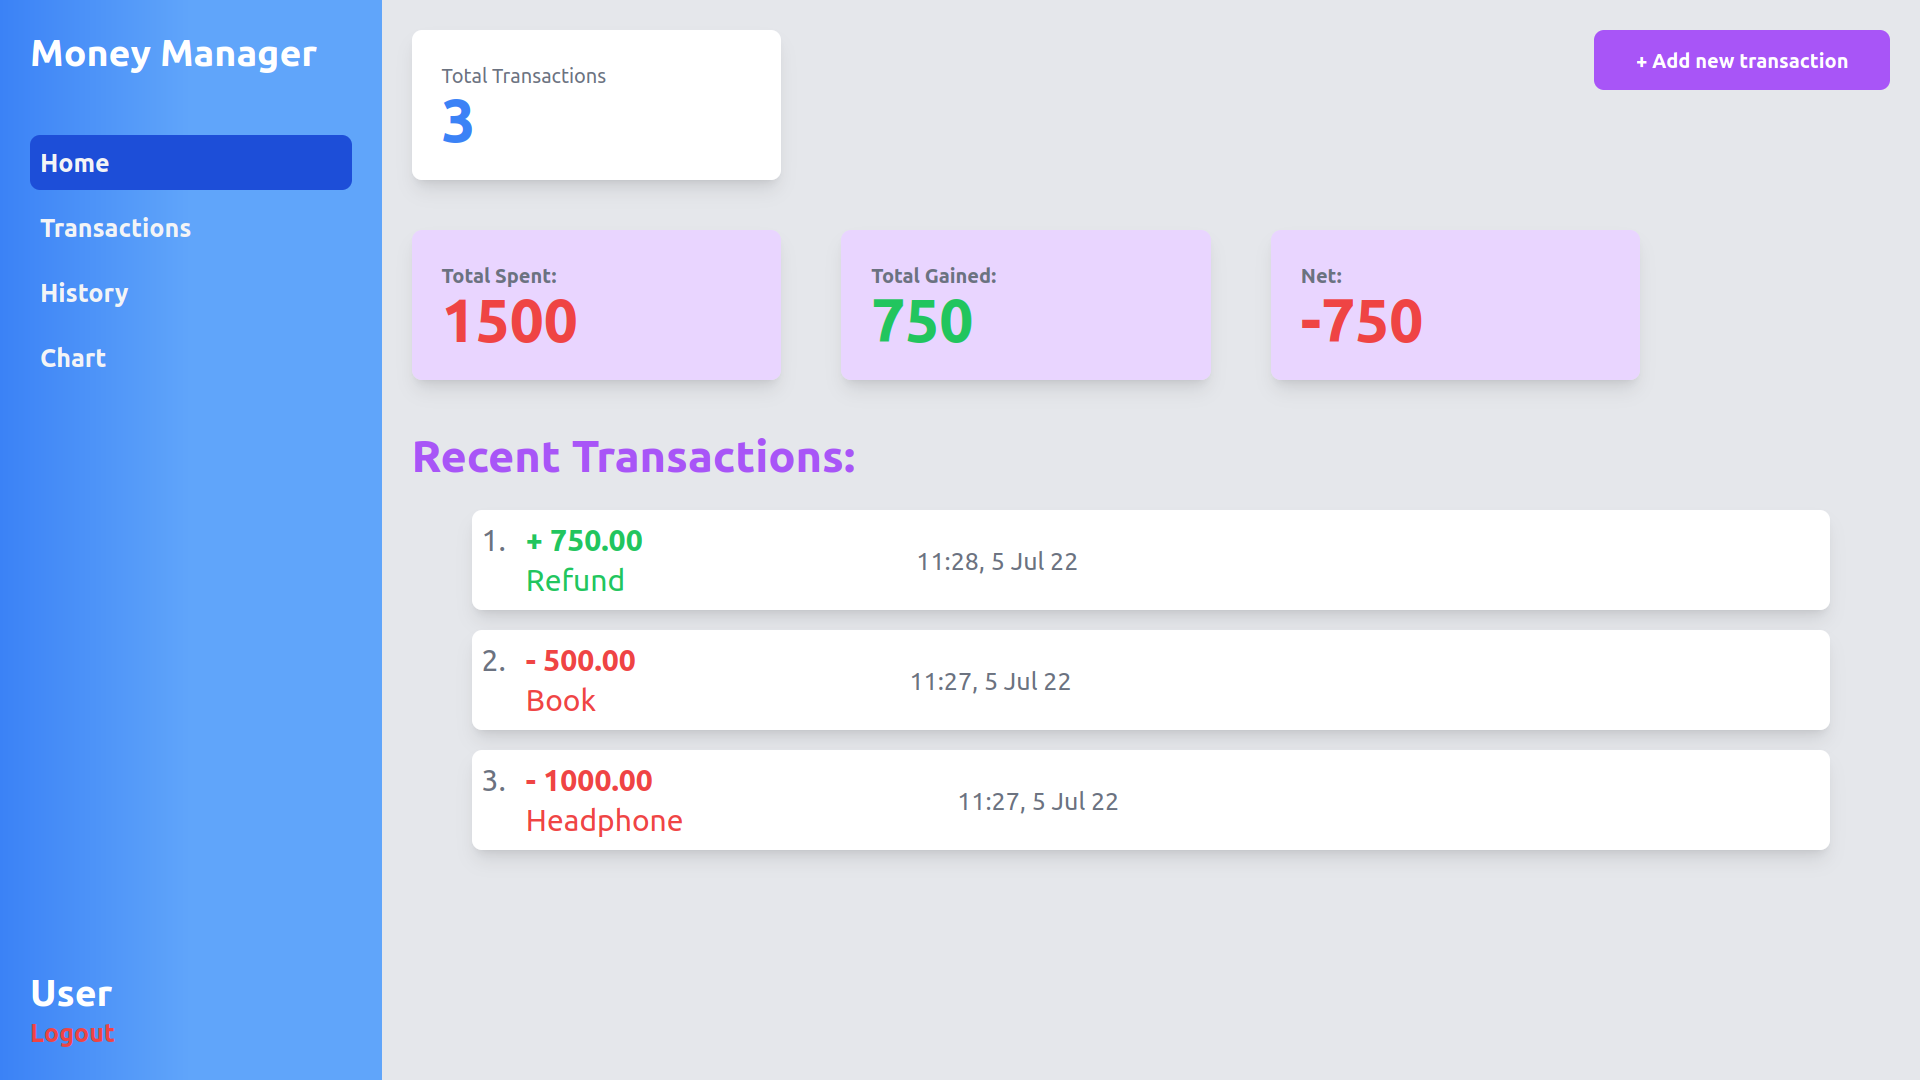 Money Manager
Home
Transactions
History
Chart
User
Logout
Total Transactions
3
+ Add new transaction
Total Spent:
1500
Total Gained:
750
Net:
-750
Recent Transactions:
1. + 750.00
Refund
11:28, 5 Jul 22
2. - 500.00
Book
11:27, 5 Jul 22
3. - 1000.00
Headphone
11:27, 5 Jul 22